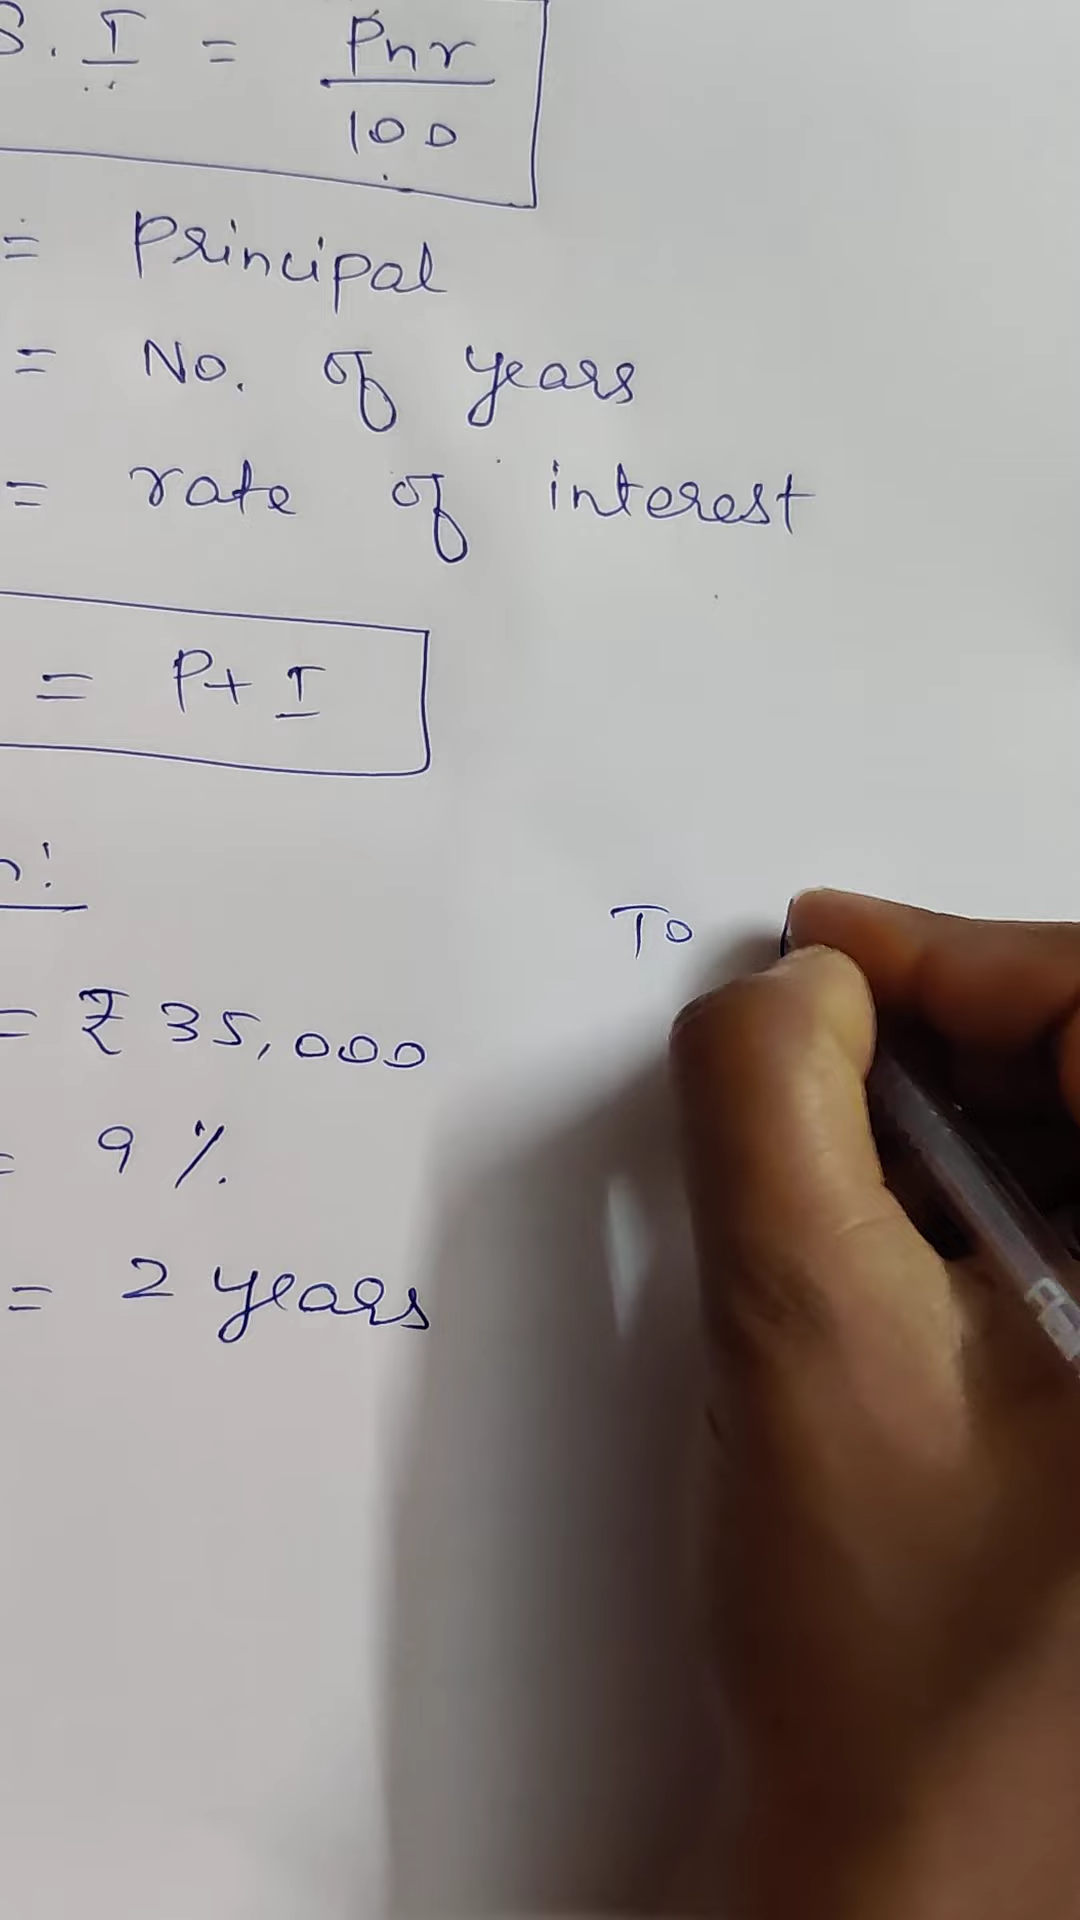 S. I = Pnr
100
= Principal
= No. of years
= rate of interest
= P+ I
n:
To
= ₹ 35,000
= 9 %
= 2 years